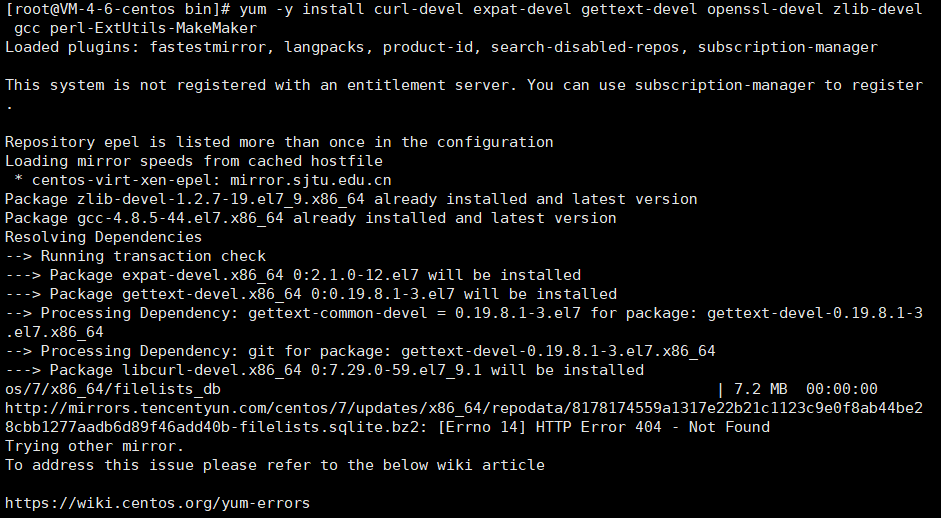 [root@VM-4-6-centos bin]# yum -y install curl-devel expat-devel gettext-devel openssl-devel zlib-devel
 gcc perl-ExtUtils-MakeMaker
Loaded plugins: fastestmirror, langpacks, product-id, search-disabled-repos, subscription-manager
This system is not registered with an entitlement server. You can use subscription-manager to register
.
Repository epel is listed more than once in the configuration
Loading mirror speeds from cached hostfile
 * centos-virt-xen-epel: mirror.sjtu.edu.cn
Package zlib-devel-1.2.7-19.el7_9.x86_64 already installed and latest version
Package gcc-4.8.5-44.el7.x86_64 already installed and latest version
Resolving Dependencies
--> Running transaction check
---> Package expat-devel.x86_64 0:2.1.0-12.el7 will be installed
---> Package gettext-devel.x86_64 0:0.19.8.1-3.el7 will be installed
--> Processing Dependency: gettext-common-devel = 0.19.8.1-3.el7 for package: gettext-devel-0.19.8.1-3
.el7.x86_64
--> Processing Dependency: git for package: gettext-devel-0.19.8.1-3.el7.x86_64
---> Package libcurl-devel.x86_64 0:7.29.0-59.el7_9.1 will be installed
os/7/x86_64/filelists_db | 7.2 MB 00:00:00
http://mirrors.tencentyun.com/centos/7/updates/x86_64/repodata/8178174559a1317e22b21c1123c9e0f8ab44be2
8cbb1277aadb6d89f46add40b-filelists.sqlite.bz2: [Errno 14] HTTP Error 404 - Not Found
Trying other mirror.
To address this issue please refer to the below wiki article
https://wiki.centos.org/yum-errors